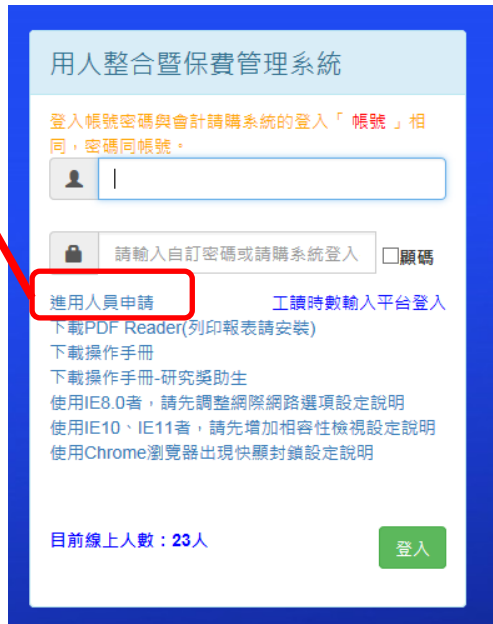 用人整合暨保費管理系統
登入帳號密碼與會計請購系統的登入「 帳號 」相
同，密碼同帳號。
請輸入自訂密碼或請購系統登入 顯碼
進用人員申請 工讀時數輸入平台登入
下載PDF Reader(列印報表請安裝)
下載操作手冊
下載操作手冊-研究獎助生
使用IE8.0者，請先調整網際網路選項設定說明
使用IE10、IE11者，請先增加相容性檢視設定說明
使用Chrome瀏覽器出現快顯封鎖設定說明
目前線上人數：23人
登入